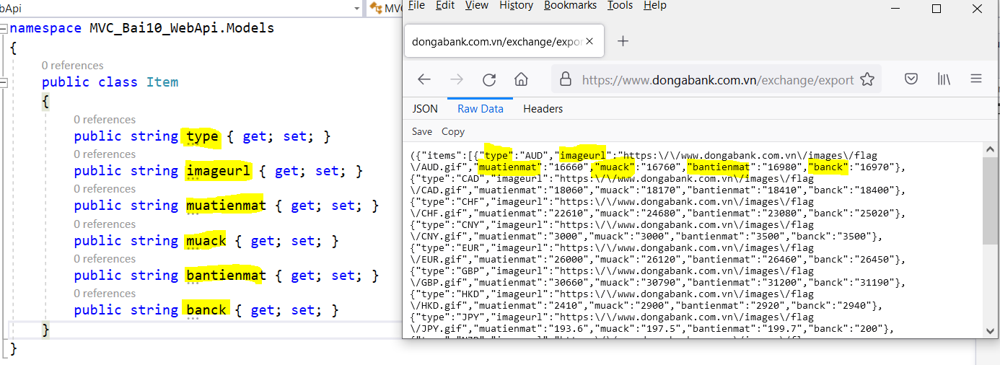 bApi
MVC
namespace MVC_Bai10_WebApi.Models
{
0 references
public class Item
{
0 references
public string type { get; set; }
0 references
public string imageurl { get; set; }
0 references
public string muatienmat { get; set; }
0 references
public string muack { get; set; }
0 references
public string bantienmat { get; set; }
0 references
public string banck { get; set; }
}
}
File Edit View History Bookmarks Tools Help
dongabank.com.vn/exchange/expor
https://www.dongabank.com.vn/exchange/export
JSON Raw Data Headers
Save Copy
({"items":[{"type":"AUD","imageurl":"https:\/\/www.dongabank.com.vn\/images\/flag
\/AUD.gif","muatienmat":"16660","muack":"16760","bantienmat":"16980","banck":"16970"},
{"type":"CAD","imageurl":"https:\/\/www.dongabank.com.vn\/images\/flag
\/CAD.gif","muatienmat":"18060","muack":"18170","bantienmat":"18410","banck":"18400"},
{"type":"CHF","imageurl":"https:\/\/www.dongabank.com.vn\/images\/flag
\/CHF.gif","muatienmat":"22610","muack":"24680","bantienmat":"23080","banck":"25020"},
{"type":"CNY","imageurl":"https:\/\/www.dongabank.com.vn\/images\/flag
\/CNY.gif","muatienmat":"3000","muack":"3000","bantienmat":"3500","banck":"3500"},
{"type":"EUR","imageurl":"https:\/\/www.dongabank.com.vn\/images\/flag
\/EUR.gif","muatienmat":"26000","muack":"26120","bantienmat":"26460","banck":"26450"},
{"type":"GBP","imageurl":"https:\/\/www.dongabank.com.vn\/images\/flag
\/GBP.gif","muatienmat":"30660","muack":"30790","bantienmat":"31200","banck":"31190"},
{"type":"HKD","imageurl":"https:\/\/www.dongabank.com.vn\/images\/flag
\/HKD.gif","muatienmat":"2410","muack":"2900","bantienmat":"2920","banck":"2940"},
{"type":"JPY","imageurl":"https:\/\/www.dongabank.com.vn\/images\/flag
\/JPY.gif","muatienmat":"193.6","muack":"197.5","bantienmat":"199.7","banck":"200"},